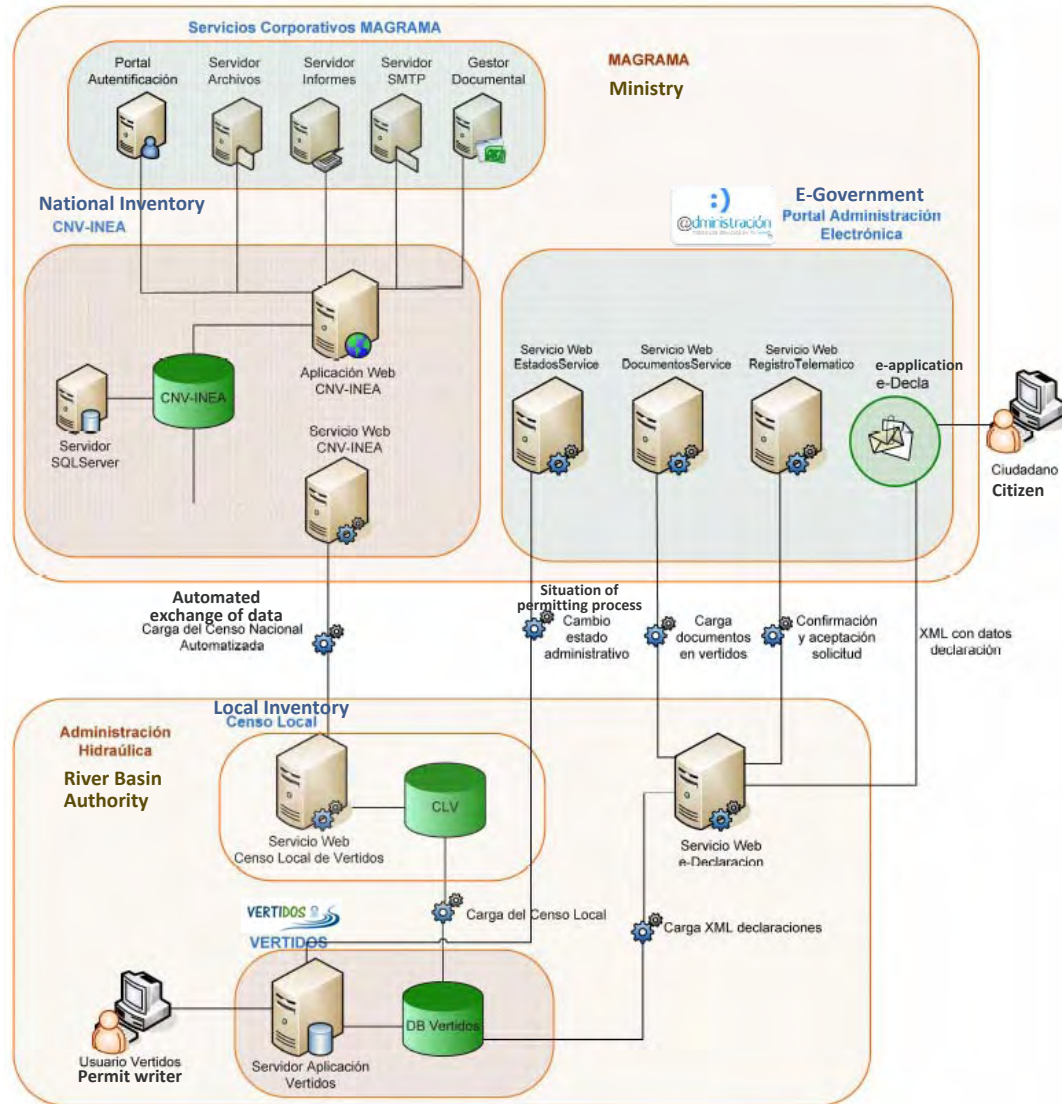 Servicios Corporativos MAGRAMA
Portal
Autentificación
Servidor
Archivos
Servidor
Informes
Servidor
SMTP
Gestor
Documental
MAGRAMA
Ministry
National Inventory
CNV-INEA
:)
@dministración
E-Government
Portal Administración
Electrónica
Aplicación Web
CNV-INEA
CNV-INEA
Servidor
SQLServer
Servicio Web
CNV-INEA
Servicio Web
EstadosService
Servicio Web
DocumentosService
Servicio Web
RegistroTelematico
e-application
e-Decla
Ciudadano
Citizen
Automated
exchange of data
Carga del Censo Nacional
Automatizada
Situation of
permitting process
Cambio
estado
administrativo
Carga
documentos
en vertidos
Confirmación
y aceptación
solicitud
XML con datos
declaración
Administración
Hidraúlica
River Basin
Authority
Local Inventory
Censo Local
Servicio Web
Censo Local de Vertidos
CLV
Servicio Web
e-Declaracion
Carga del Censo Local
Carga XML declaraciones
VERTIDOS
VERTIDOS
Usuario Vertidos
Permit writer
Servidor Aplicación
Vertidos
DB Vertidos